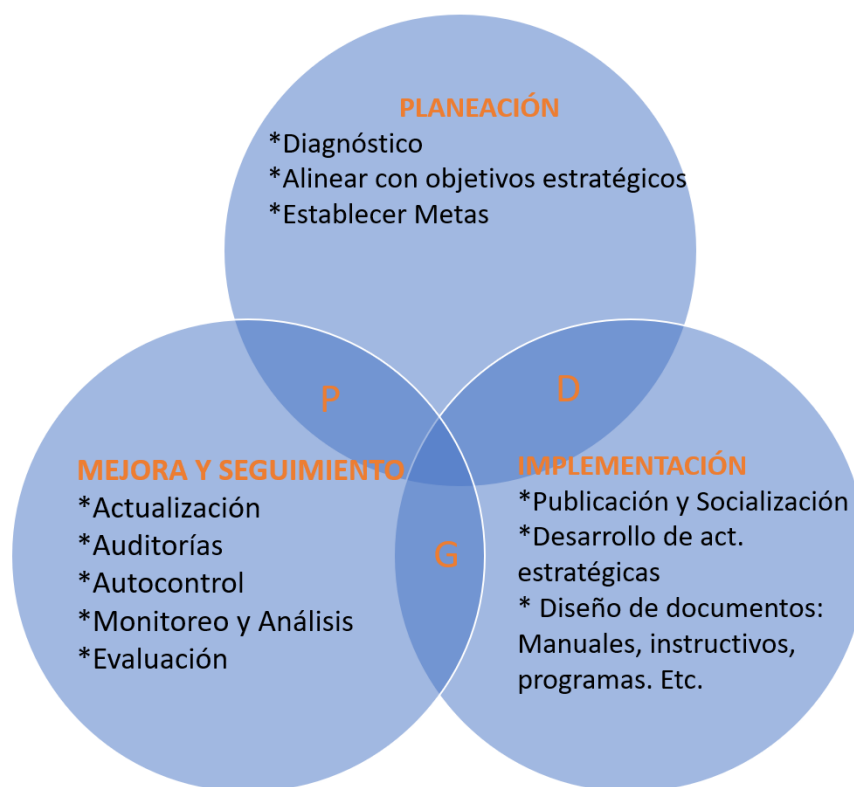 PLANEACIÓN
*Diagnóstico
*Alinear con objetivos estratégicos
*Establecer Metas
P
D
MEJORA Y SEGUIMIENTO
*Actualización
*Auditorías
*Autocontrol
*Monitoreo y Análisis
*Evaluación
G
IMPLEMENTACIÓN
*Publicación y Socialización
*Desarrollo de act.
estratégicas
* Diseño de documentos:
Manuales, instructivos,
programas. Etc.